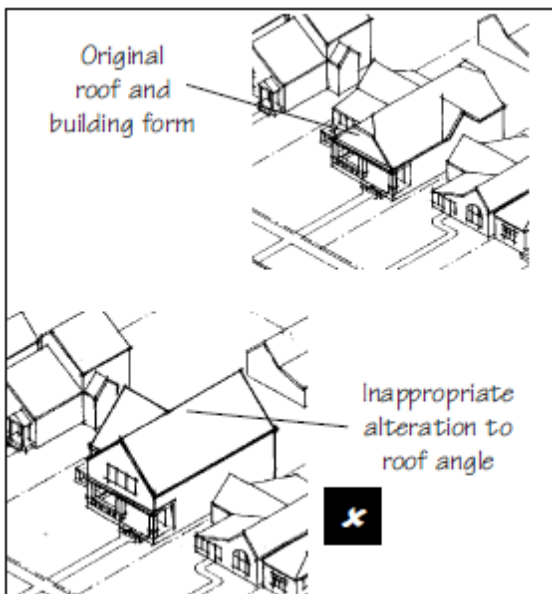 Original
roof and
building form
Inappropriate
alteration to
roof angle
x